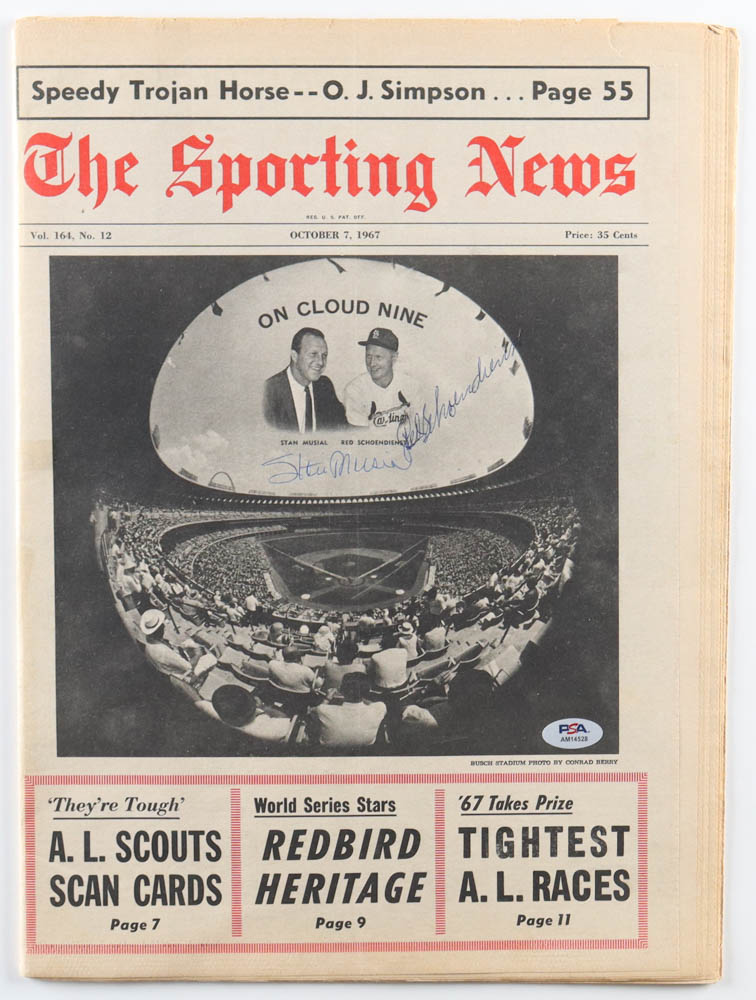 Speedy Trojan Horse--O. J. Simpson ... Page 55
The Sporting News
REG. U. S. PAT. OFF.
Vol. 164, No. 12 OCTOBER 7, 1967 Price: 35 Cents
ON CLOUD NINE
Cardinals
STAN MUSIAL RED SCHOENDIENST
Red Schoendienst
Stan Musial
PSA
AM14528
BUSCH STADIUM PHOTO BY CONRAD BERRY
'They're Tough'
A. L. SCOUTS
SCAN CARDS
Page 7
World Series Stars
REDBIRD
HERITAGE
Page 9
'67 Takes Prize
TIGHTEST
A. L. RACES
Page 11